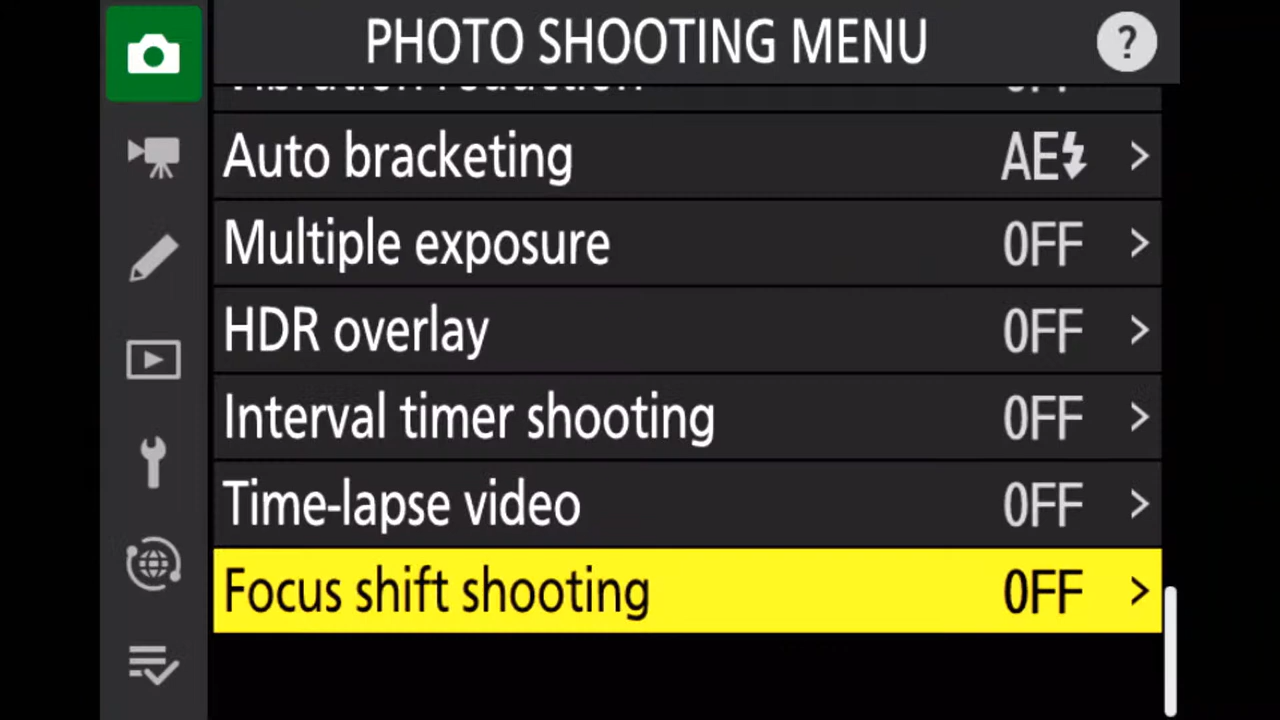 PHOTO SHOOTING MENU ?
Auto bracketing AE >
Multiple exposure OFF >
HDR overlay OFF >
Interval timer shooting OFF >
Time-lapse video OFF >
Focus shift shooting OFF >